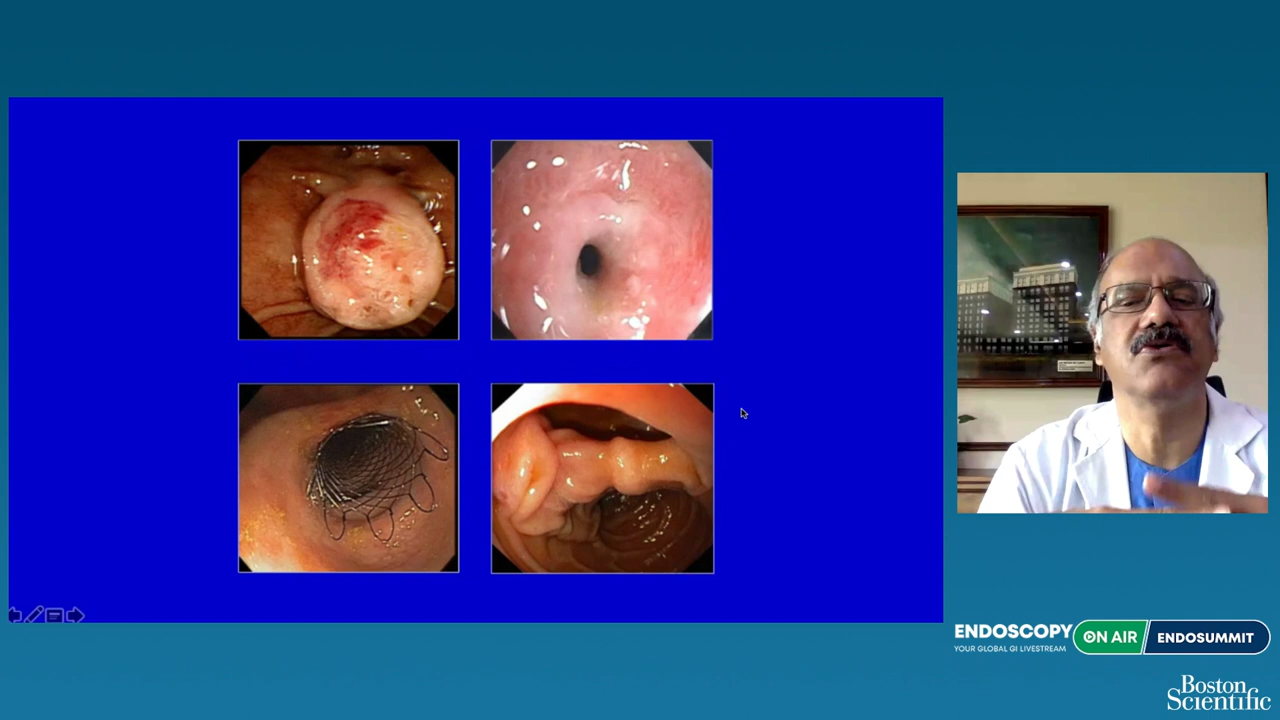 ENDOSCOPY
YOUR GLOBAL GI LIVESTREAM
ON AIR
ENDOSUMMIT
Boston
Scientific